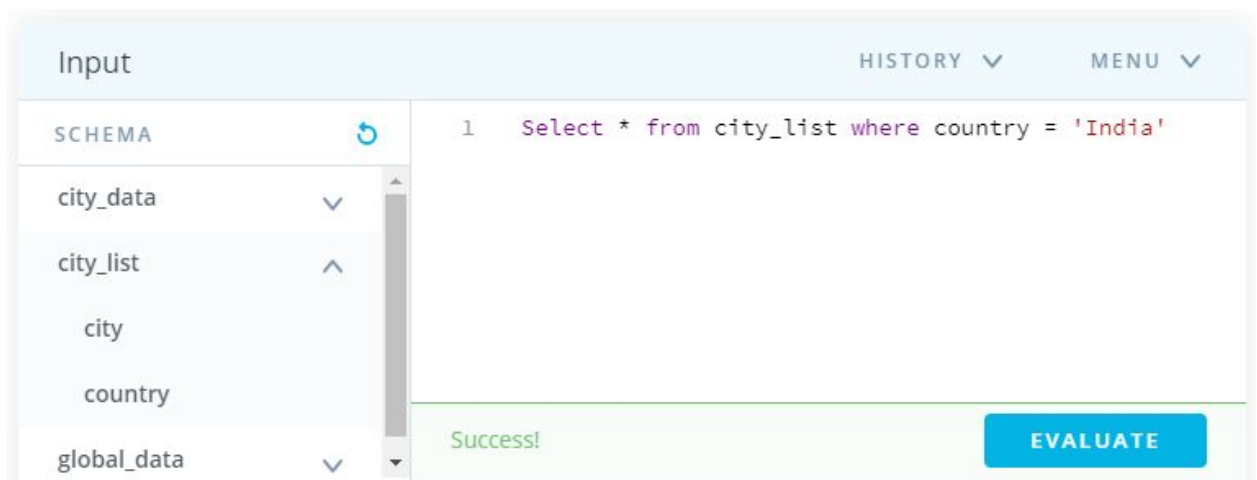 Input
HISTORY MENU
SCHEMA
1 Select * from city_list where country = 'India'
city_data
city_list
city
country
global_data
Success!
EVALUATE